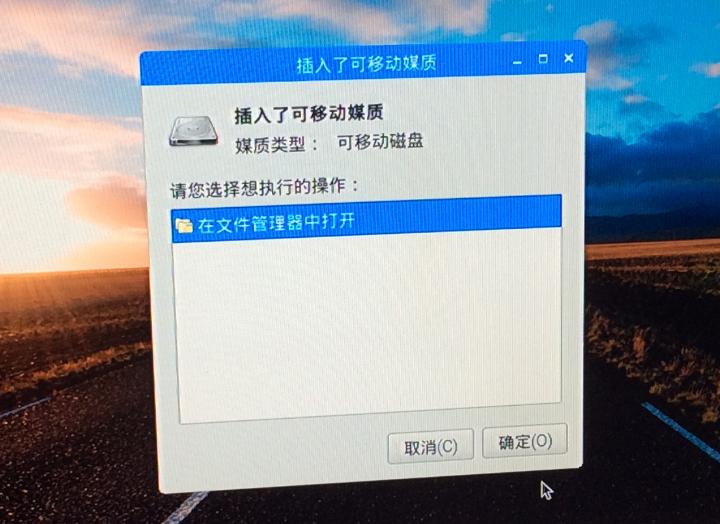 插入了可移动媒质
插入了可移动媒质
媒质类型： 可移动磁盘
请您选择想执行的操作：
在文件管理器中打开
取消(C) 确定(O)